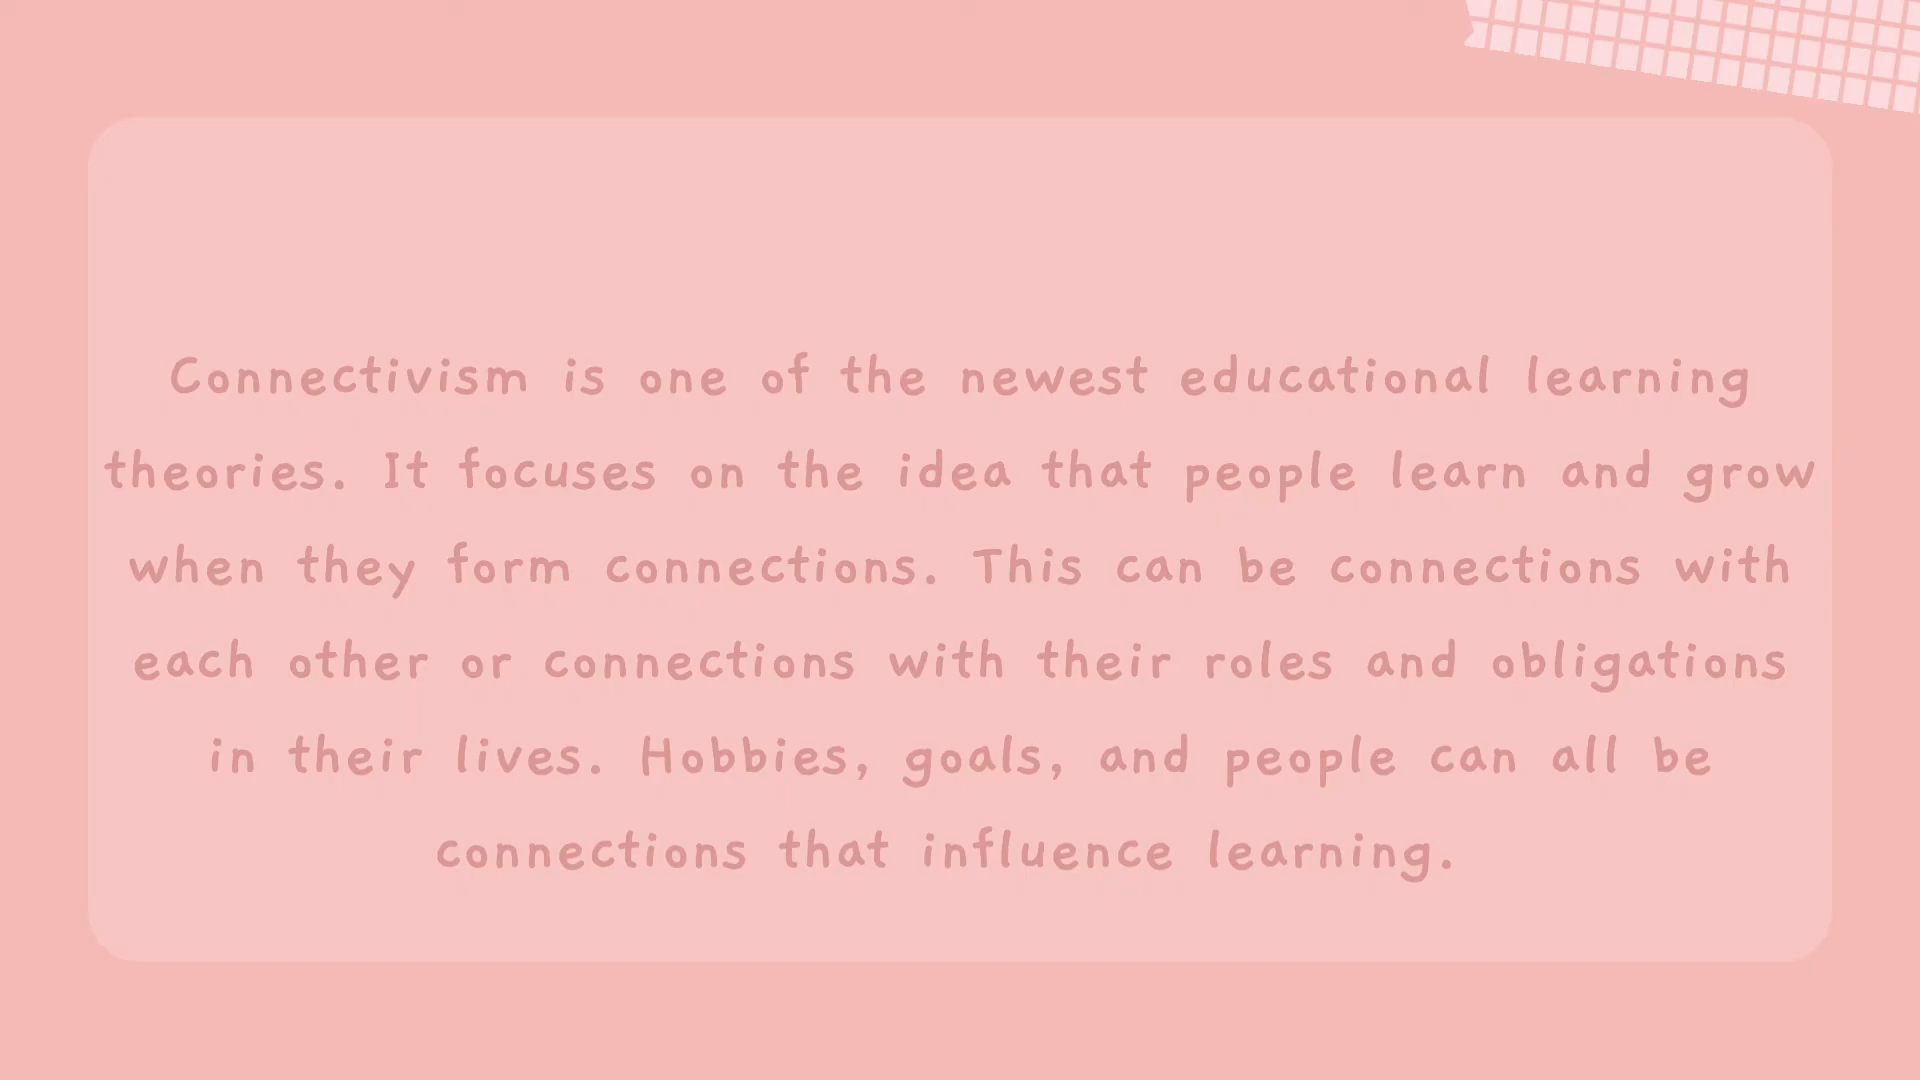 Connectivism is one of the newest educational learning
theories. It focuses on the idea that people learn and grow
when they form connections. This can be connections with
each other or connections with their roles and obligations
in their lives. Hobbies, goals, and people can all be
connections that influence learning.